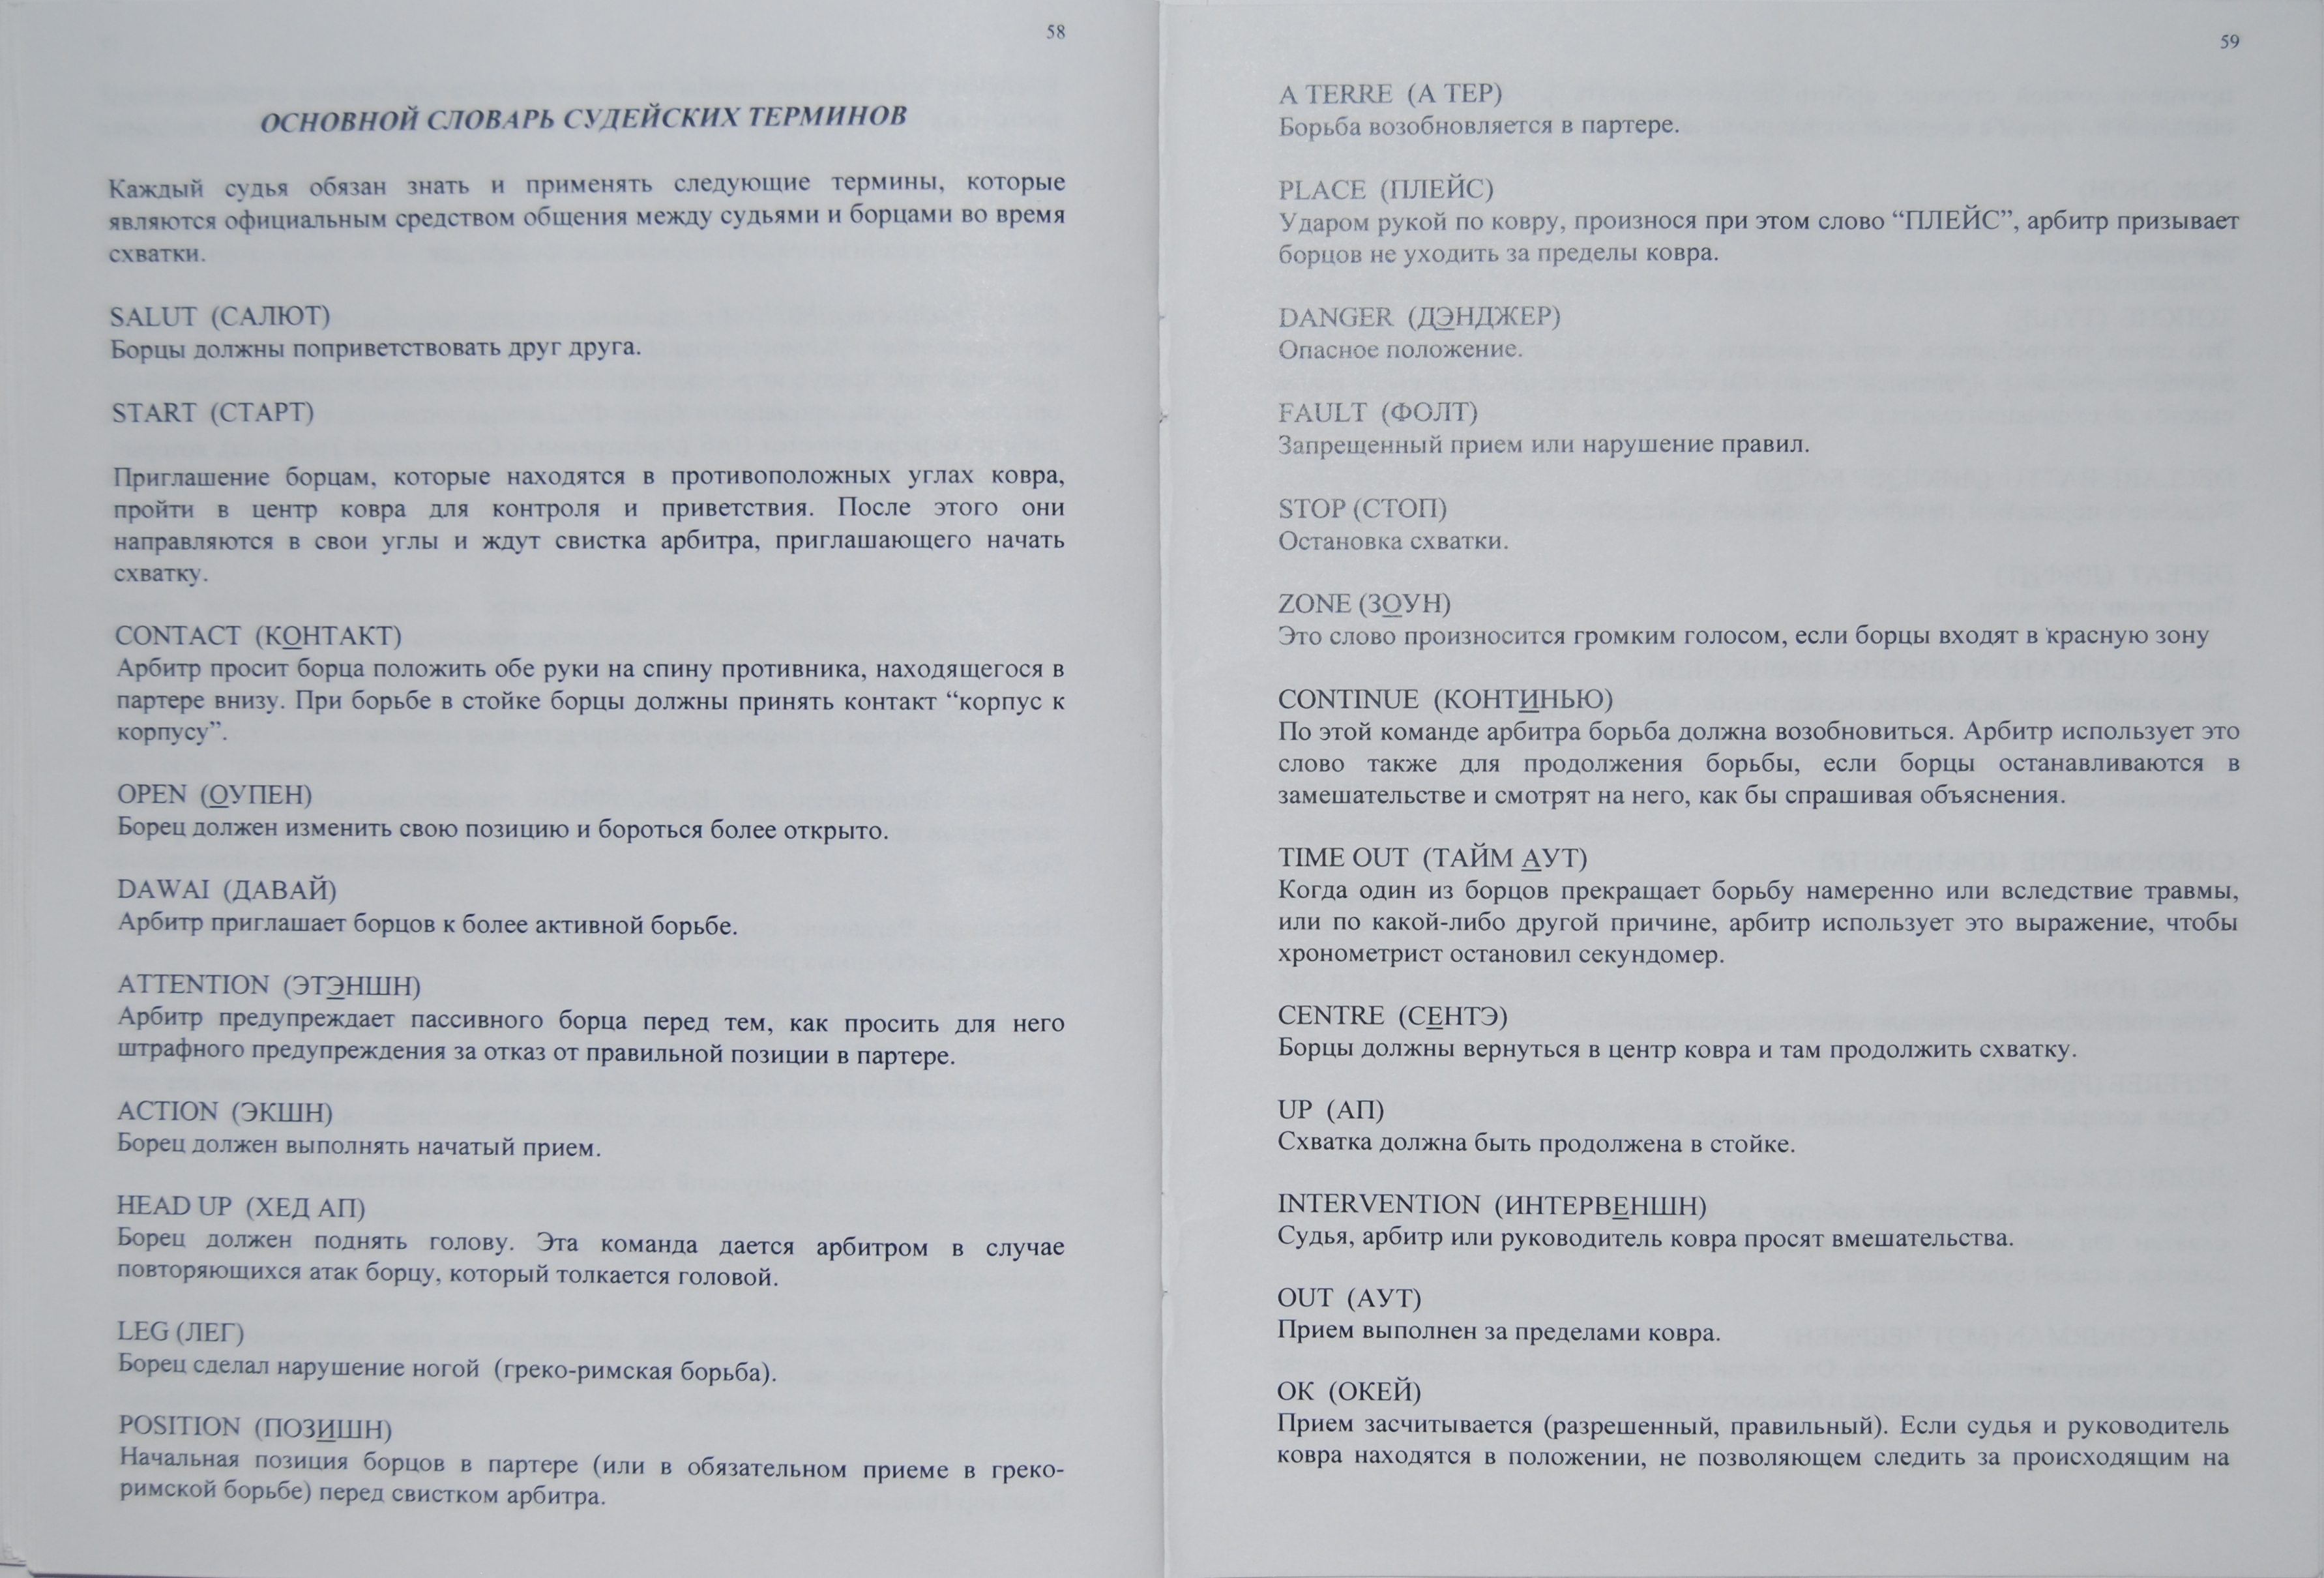 58
ОСНОВНОЙ СЛОВАРЬ СУДЕЙСКИХ ТЕРМИНОВ
Каждый судья обязан знать и применять следующие термины, которые
являются официальным средством общения между судьями и борцами во время
схватки.
SALUT (САЛЮТ)
Борцы должны поприветствовать друг друга.
START (СТАРТ)
Приглашение борцам, которые находятся в противоположных углах ковра,
пройти в центр ковра для контроля и приветствия. После этого они
направляются в свои углы и ждут свистка арбитра, приглашающего начать
схватку.
CONTACT (КОНТАКТ)
Арбитр просит борца положить обе руки на спину противника, находящегося в
партере внизу. При борьбе в стойке борцы должны принять контакт “корпус к
корпусу”.
OPEN (ОУПЕН)
Борец должен изменить свою позицию и бороться более открыто.
DAWAI (ДАВАЙ)
Арбитр приглашает борцов к более активной борьбе.
ATTENTION (ЭТЭНШН)
Арбитр предупреждает пассивного борца перед тем, как просить для него
штрафного предупреждения за отказ от правильной позиции в партере.
ACTION (ЭКШН)
Борец должен выполнять начатый прием.
HEAD UP (ХЕД АП)
Борец должен поднять голову. Эта команда дается арбитром в случае
повторяющихся атак борцу, который толкается головой.
LEG (ЛЕГ)
Борец сделал нарушение ногой (греко-римская борьба).
POSITION (ПОЗИШН)
Начальная позиция борцов в партере (или в обязательном приеме в греко-
римской борьбе) перед свистком арбитра.
59
A TERRE (А ТЕР)
Борьба возобновляется в партере.
PLACE (ПЛЕЙС)
Ударом рукой по ковру, произнося при этом слово “ПЛЕЙС”, арбитр призывает
борцов не уходить за пределы ковра.
DANGER (ДЭНДЖЕР)
Опасное положение.
FAULT (ФОЛТ)
Запрещенный прием или нарушение правил.
STOP (СТОП)
Остановка схватки.
ZONE (ЗОУН)
Это слово произносится громким голосом, если борцы входят в красную зону
CONTINUE (КОНТИНЬЮ)
По этой команде арбитра борьба должна возобновиться. Арбитр использует это
слово также для продолжения борьбы, если борцы останавливаются в
замешательстве и смотрят на него, как бы спрашивая объяснения.
TIME OUT (ТАЙМ АУТ)
Когда один из борцов прекращает борьбу намеренно или вследствие травмы,
или по какой-либо другой причине, арбитр использует это выражение, чтобы
хронометрист остановил секундомер.
CENTRE (СЕНТЭ)
Борцы должны вернуться в центр ковра и там продолжить схватку.
UP (АП)
Схватка должна быть продолжена в стойке.
INTERVENTION (ИНТЕРВЕНШН)
Судья, арбитр или руководитель ковра просят вмешательства.
OUT (АУТ)
Прием выполнен за пределами ковра.
OK (ОКЕЙ)
Прием засчитывается (разрешенный, правильный). Если судья и руководитель
ковра находятся в положении, не позволяющем следить за происходящим на